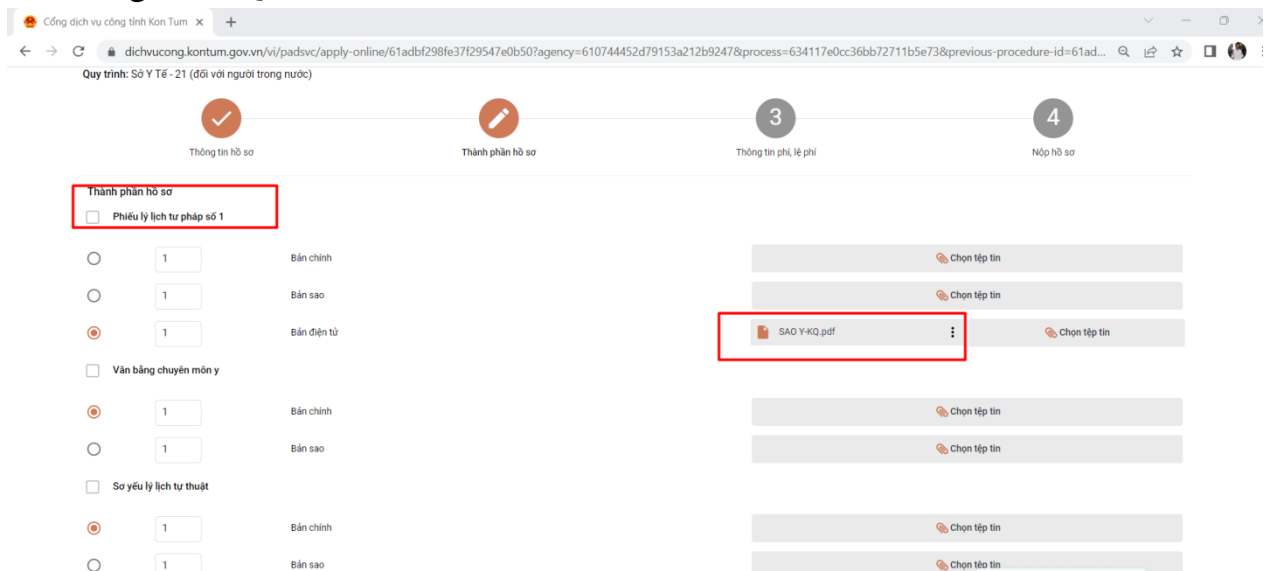 Cổng dịch vụ công tỉnh Kon Tum
dichvucong.kontum.gov.vn/vi/padsvc/apply-online/61adbf298fe37f29547e0b50?agency=610744452d79153a212b9247&process=634117e0cc36bb72711b5e73&previous-procedure-id=61ad...
Quy trình: Sở Y Tế - 21 (đối với người trong nước)
3 4
Thông tin hồ sơ Thành phần hồ sơ Thông tin phí, lệ phí Nộp hồ sơ
Thành phần hồ sơ
Phiếu lý lịch tư pháp số 1
1 Bản chính Chọn tệp tin
1 Bản sao Chọn tệp tin
1 Bản điện tử SAO Y-KQ.pdf Chọn tệp tin
Văn bằng chuyên môn y
1 Bản chính Chọn tệp tin
1 Bản sao Chọn tệp tin
Sơ yếu lý lịch tự thuật
1 Bản chính Chọn tệp tin
1 Bản sao Chọn tệp tin